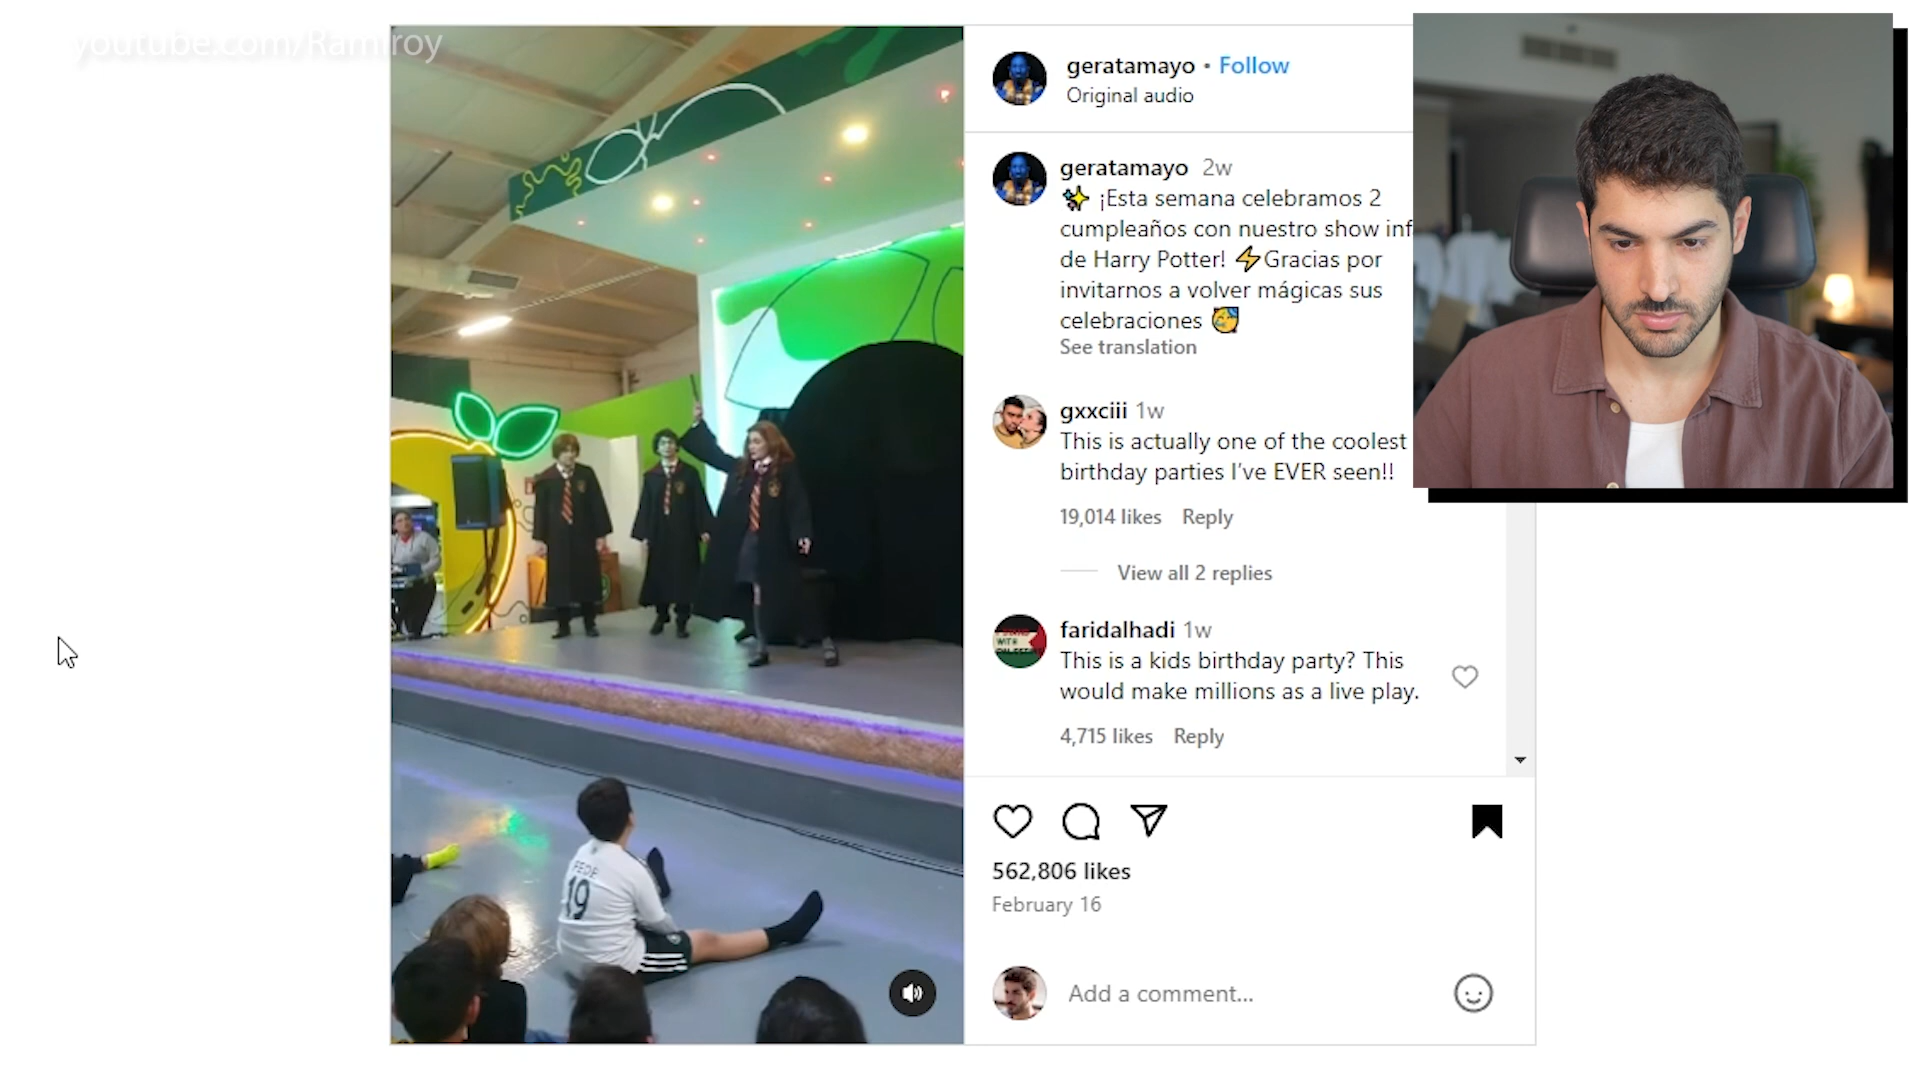 youtube.com/Ramiroy
geratamayo • Follow
Original audio
geratamayo 2w
✨ ¡Esta semana celebramos 2
cumpleaños con nuestro show inf
de Harry Potter! ⚡Gracias por
invitarnos a volver mágicas sus
celebraciones 🥳
See translation
gxxciii 1w
This is actually one of the coolest
birthday parties I've EVER seen!!
19,014 likes Reply
View all 2 replies
faridalhadi 1w
This is a kids birthday party? This
would make millions as a live play.
4,715 likes Reply
562,806 likes
February 16
Add a comment...
FEDE
19